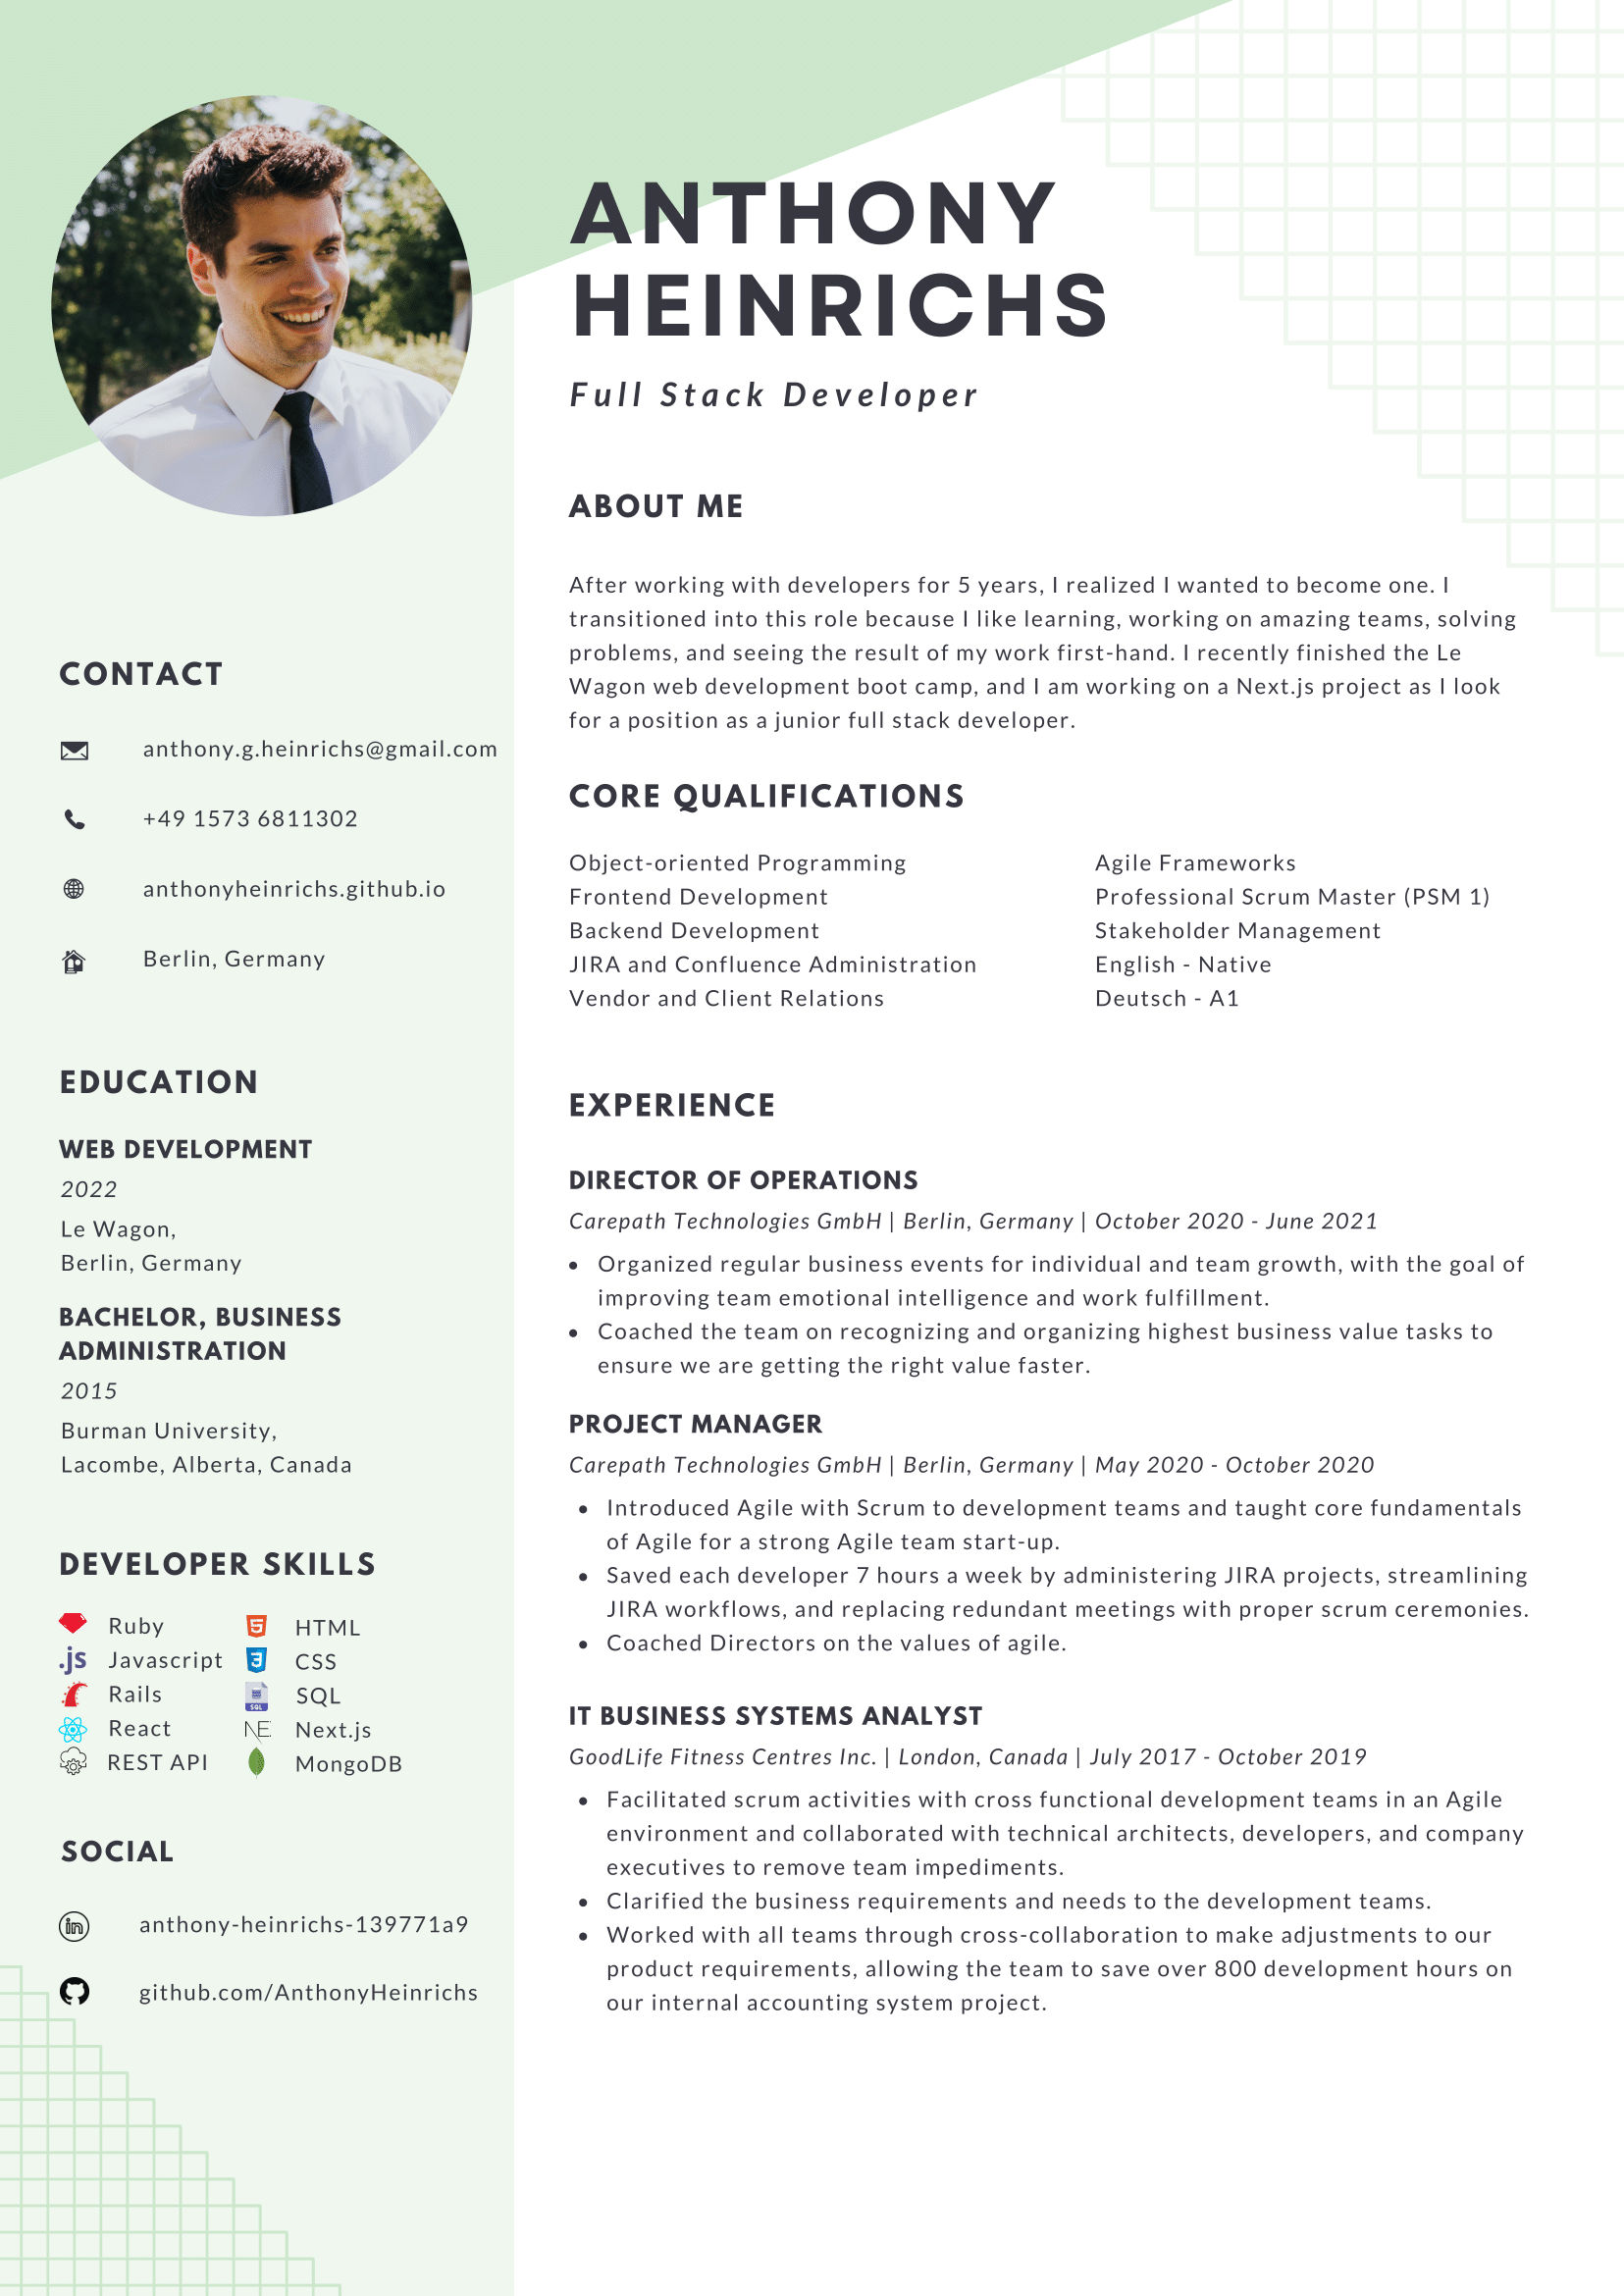 ANTHONY
HEINRICHS
Full Stack Developer
CONTACT
anthony.g.heinrichs@gmail.com
+49 1573 6811302
anthonyheinrichs.github.io
Berlin, Germany
EDUCATION
WEB DEVELOPMENT
2022
Le Wagon,
Berlin, Germany
BACHELOR, BUSINESS
ADMINISTRATION
2015
Burman University,
Lacombe, Alberta, Canada
DEVELOPER SKILLS
Ruby
.js Javascript
Rails
React
REST API
5 HTML
3 CSS
SQL SQL
NE Next.js
MongoDB
SOCIAL
in anthony-heinrichs-139771a9
github.com/AnthonyHeinrichs
ABOUT ME
After working with developers for 5 years, I realized I wanted to become one. I
transitioned into this role because I like learning, working on amazing teams, solving
problems, and seeing the result of my work first-hand. I recently finished the Le
Wagon web development boot camp, and I am working on a Next.js project as I look
for a position as a junior full stack developer.
CORE QUALIFICATIONS
Object-oriented Programming
Frontend Development
Backend Development
JIRA and Confluence Administration
Vendor and Client Relations
Agile Frameworks
Professional Scrum Master (PSM 1)
Stakeholder Management
English - Native
Deutsch - A1
EXPERIENCE
DIRECTOR OF OPERATIONS
Carepath Technologies GmbH | Berlin, Germany | October 2020 - June 2021
• Organized regular business events for individual and team growth, with the goal of
improving team emotional intelligence and work fulfillment.
• Coached the team on recognizing and organizing highest business value tasks to
ensure we are getting the right value faster.
PROJECT MANAGER
Carepath Technologies GmbH | Berlin, Germany | May 2020 - October 2020
• Introduced Agile with Scrum to development teams and taught core fundamentals
of Agile for a strong Agile team start-up.
• Saved each developer 7 hours a week by administering JIRA projects, streamlining
JIRA workflows, and replacing redundant meetings with proper scrum ceremonies.
• Coached Directors on the values of agile.
IT BUSINESS SYSTEMS ANALYST
GoodLife Fitness Centres Inc. | London, Canada | July 2017 - October 2019
• Facilitated scrum activities with cross functional development teams in an Agile
environment and collaborated with technical architects, developers, and company
executives to remove team impediments.
• Clarified the business requirements and needs to the development teams.
• Worked with all teams through cross-collaboration to make adjustments to our
product requirements, allowing the team to save over 800 development hours on
our internal accounting system project.